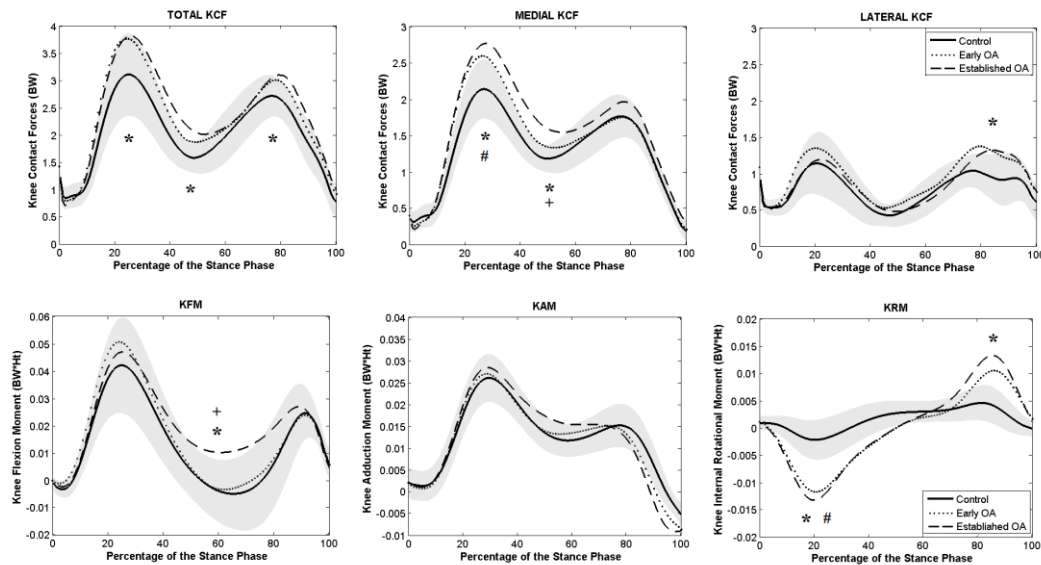 TOTAL KCF
Knee Contact Forces (BW)
4
3.5
3
2.5
2
1.5
1
0.5
0
*
*
*
0 20 40 60 80 100
Percentage of the Stance Phase
MEDIAL KCF
Knee Contact Forces (BW)
3
2.5
2
1.5
1
0.5
0
*
#
*
+
0 20 40 60 80 100
Percentage of the Stance Phase
LATERAL KCF
Knee Contact Forces (BW)
3
2.5
2
1.5
1
0.5
0
Control
Early OA
Established OA
*
0 20 40 60 80 100
Percentage of the Stance Phase
KFM
Knee Flexion Moment (BW*Ht)
0.06
0.05
0.04
0.03
0.02
0.01
0
-0.01
-0.02
+
*
0 20 40 60 80 100
Percentage of the Stance Phase
KAM
Knee Adduction Moment (BW*Ht)
0.04
0.035
0.03
0.025
0.02
0.015
0.01
0.005
0
-0.005
-0.01
0 20 40 60 80 100
Percentage of the Stance Phase
KRM
Knee Internal Rotational Moment (BW*Ht)
0.02
0.015
0.01
0.005
0
-0.005
-0.01
-0.015
-0.02
*
* #
Control
Early OA
Established OA
0 20 40 60 80 100
Percentage of the Stance Phase